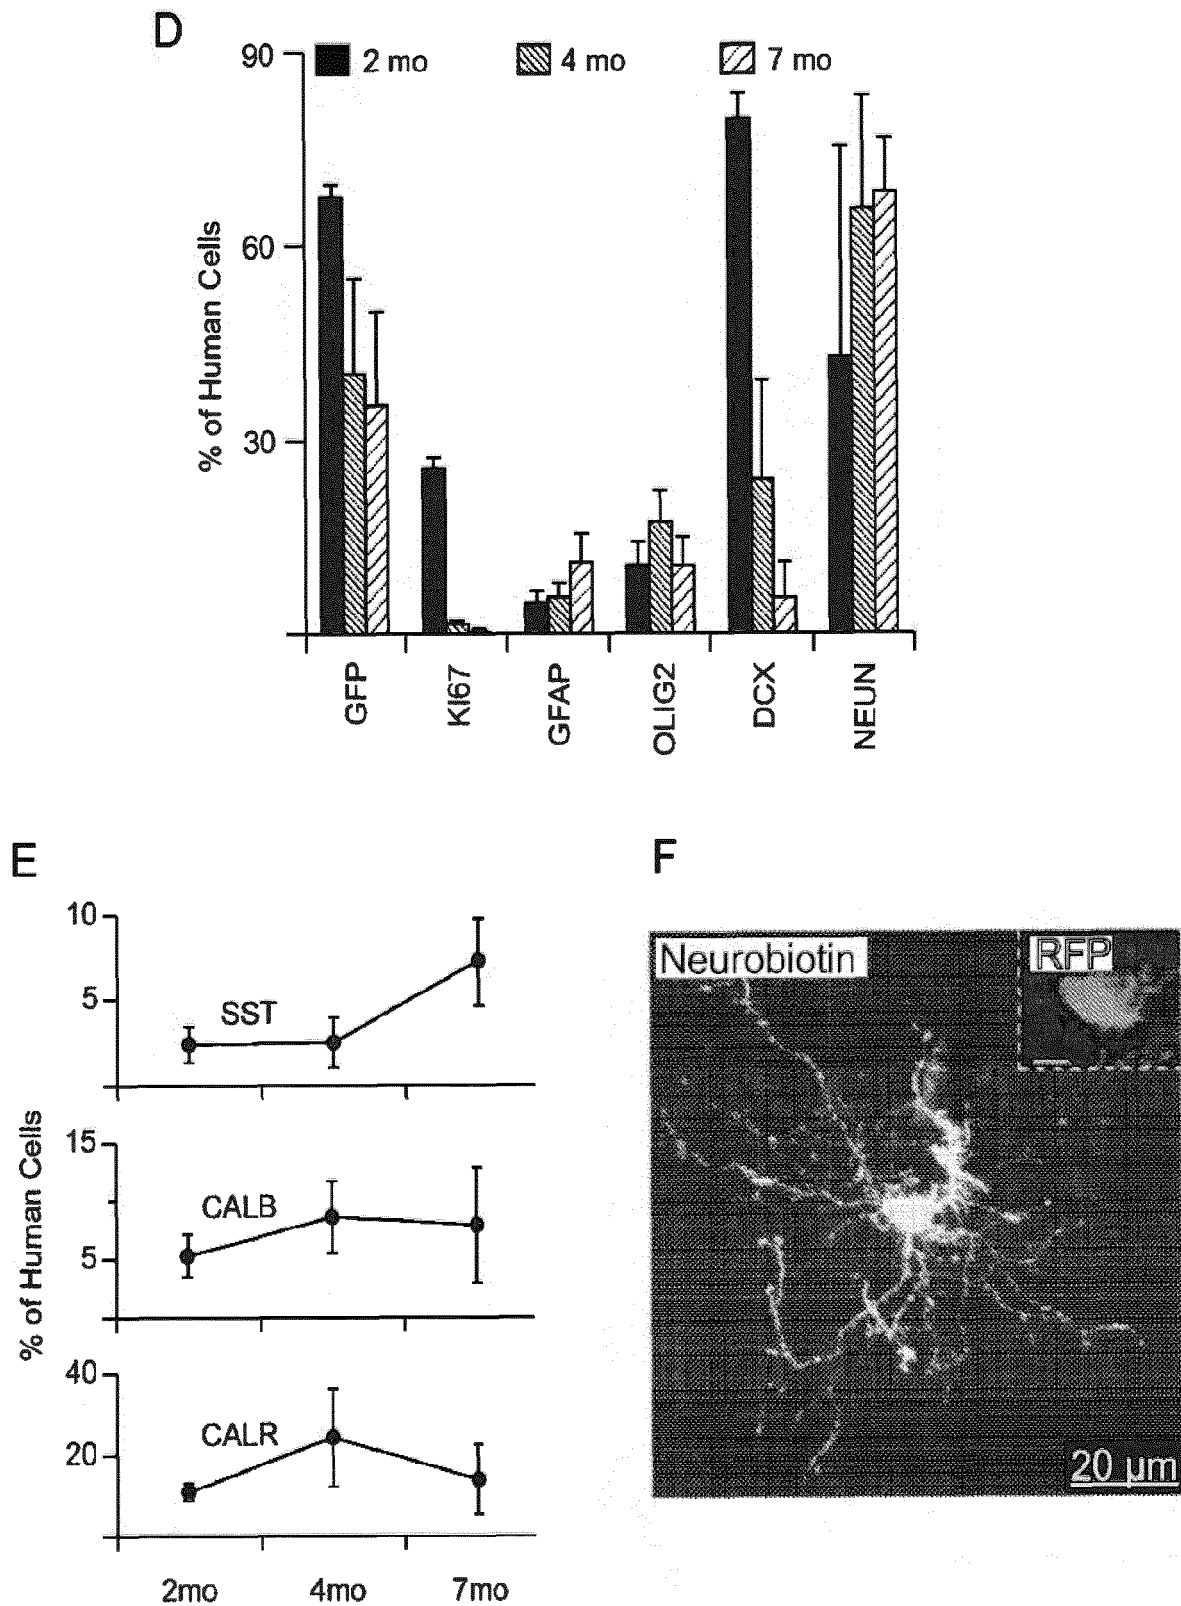 D
90
2 mo
4 mo
7 mo
60
30
% of Human Cells
GFP
KI67
GFAP
OLIG2
DCX
NEUN
E
10
5
SST
15
5
CALB
40
20
CALR
% of Human Cells
2mo
4mo
7mo
F
Neurobiotin
RFP
20 µm